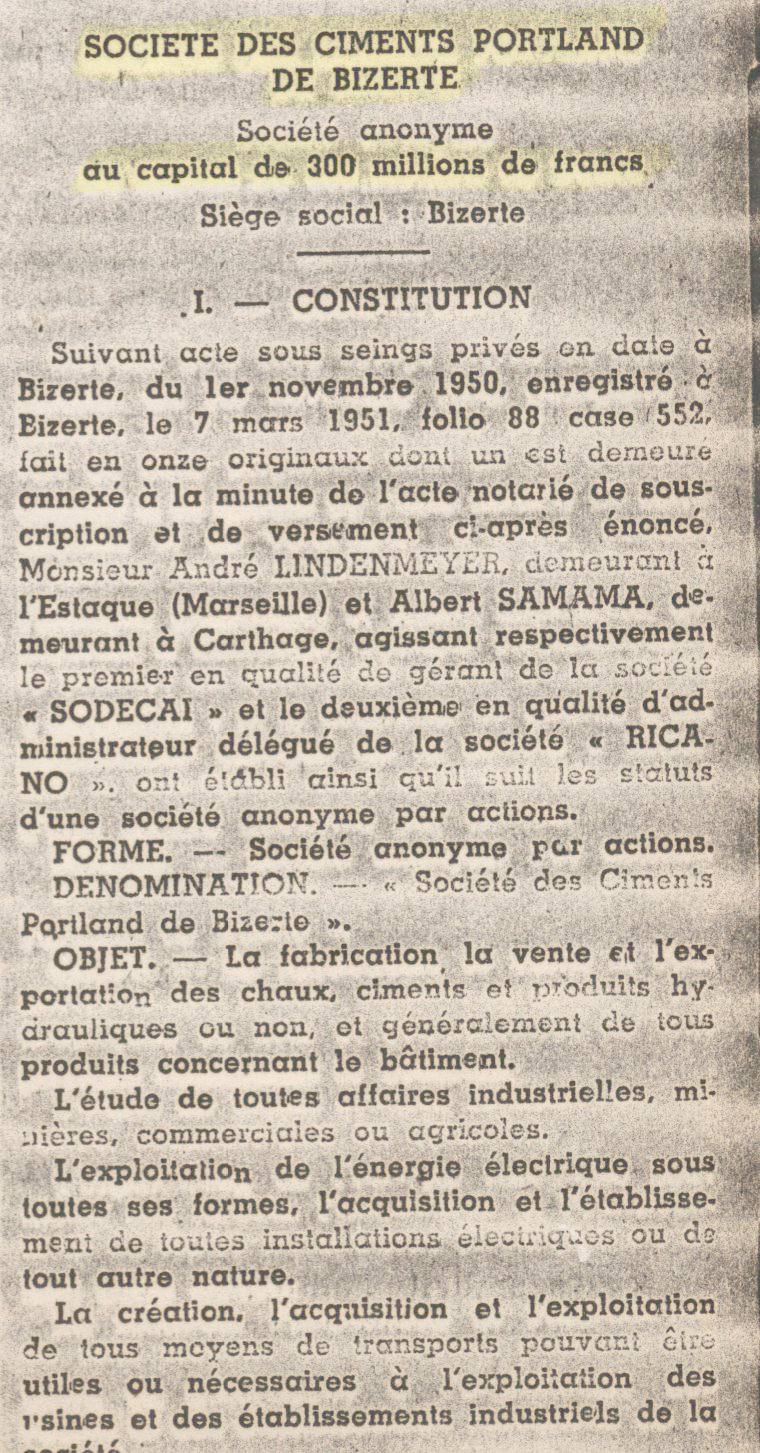 SOCIETE DES CIMENTS PORTLAND
DE BIZERTE
Société anonyme
au capital de 300 millions de francs
Siège social : Bizerte
I. — CONSTITUTION
Suivant acte sous seings privés en date à
Bizerte, du 1er novembre 1950, enregistré à
Bizerte, le 7 mars 1951, folio 88 case 552,
fait en onze originaux dont un est demeuré
annexé à la minute de l'acte notarié de sous-
cription et de versement ci-après énoncé,
Monsieur André LINDENMEYER, demeurant à
l'Estaque (Marseille) et Albert SAMAMA, de-
meurant à Carthage, agissant respectivement
le premier en qualité de gérant de la société
« SODECAI » et le deuxième en qualité d'ad-
ministrateur délégué de la société « RICA-
NO ». ont établi ainsi qu'il suit les statuts
d'une société anonyme par actions.
FORME. — Société anonyme par actions.
DENOMINATION. — « Société des Ciments
Portland de Bizerte ».
OBJET. — La fabrication, la vente et l'ex-
portation des chaux, ciments et produits hy-
drauliques ou non, et généralement de tous
produits concernant le bâtiment.
L'étude de toutes affaires industrielles, mi-
nières, commerciales ou agricoles.
L'exploitation de l'énergie électrique sous
toutes ses formes, l'acquisition et l'établisse-
ment de toutes installations électriques ou de
tout autre nature.
La création, l'acquisition et l'exploitation
de tous moyens de transports pouvant être
utiles ou nécessaires à l'exploitation des
usines et des établissements industriels de la
société.